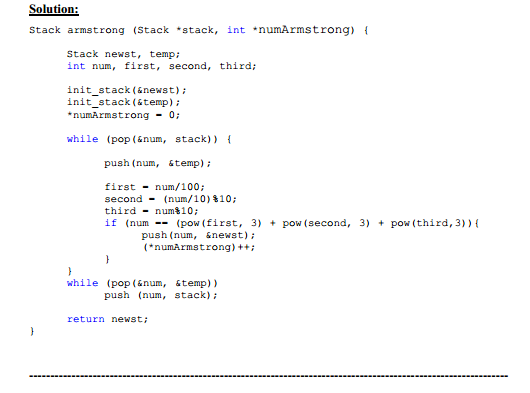 Solution:
Stack armstrong (Stack *stack, int *numArmstrong) {
Stack newst, temp;
int num, first, second, third;
init_stack(&newst);
init_stack(&temp);
*numArmstrong = 0;
while (pop(&num, stack)) {
push(num, &temp);
first = num/100;
second = (num/10)%10;
third = num%10;
if (num == (pow(first, 3) + pow(second, 3) + pow(third,3)){
push(num, &newst);
(*numArmstrong)++;
}
}
while (pop(&num, &temp))
push (num, stack);
return newst;
}